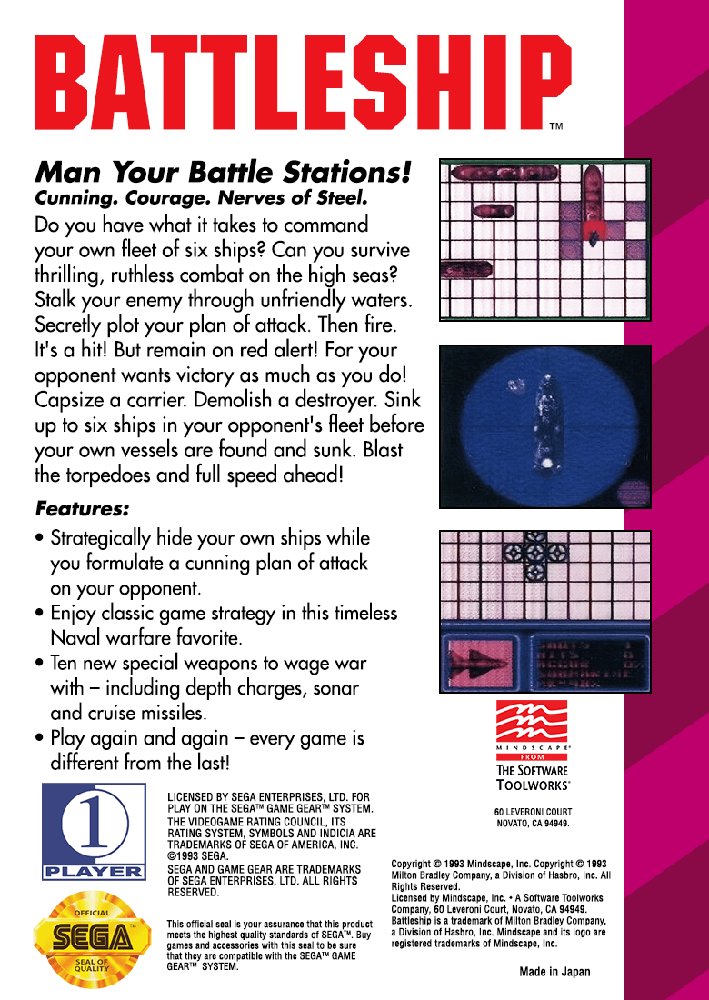 BATTLESHIP™
Man Your Battle Stations!
Cunning. Courage. Nerves of Steel.
Do you have what it takes to command
your own fleet of six ships? Can you survive
thrilling, ruthless combat on the high seas?
Stalk your enemy through unfriendly waters.
Secretly plot your plan of attack. Then fire.
It's a hit! But remain on red alert! For your
opponent wants victory as much as you do!
Capsize a carrier. Demolish a destroyer. Sink
up to six ships in your opponent's fleet before
your own vessels are found and sunk. Blast
the torpedoes and full speed ahead!
Features:
• Strategically hide your own ships while
you formulate a cunning plan of attack
on your opponent.
• Enjoy classic game strategy in this timeless
Naval warfare favorite.
• Ten new special weapons to wage war
with – including depth charges, sonar
and cruise missiles.
• Play again and again – every game is
different from the last!
MINDSCAPE®
FROM
THE SOFTWARE
TOOLWORKS®
60 LEVERONI COURT
NOVATO, CA 94949.
1
PLAYER
LICENSED BY SEGA ENTERPRISES, LTD. FOR
PLAY ON THE SEGA™ GAME GEAR™ SYSTEM.
THE VIDEOGAME RATING COUNCIL, ITS
RATING SYSTEM, SYMBOLS AND INDICIA ARE
TRADEMARKS OF SEGA OF AMERICA, INC.
©1993 SEGA.
SEGA AND GAME GEAR ARE TRADEMARKS
OF SEGA ENTERPRISES. LTD. ALL RIGHTS
RESERVED.
OFFICIAL
SEGA™
SEAL OF
QUALITY
This official seal is your assurance that this product
meets the highest quality standards of SEGA™. Buy
games and accessories with this seal to be sure
that they are compatible with the SEGA™ GAME
GEAR™ SYSTEM.
Copyright © 1993 Mindscape, Inc. Copyright © 1993
Milton Bradley Company, a Division of Hasbro, Inc. All
Rights Reserved.
Licensed by Mindscape, Inc. • A Software Toolworks
Company, 60 Leveroni Court, Novato, CA 94949.
Battleship is a trademark of Milton Bradley Company,
a Division of Hasbro, Inc. Mindscape and its logo are
registered trademarks of Mindscape, Inc.
Made in Japan